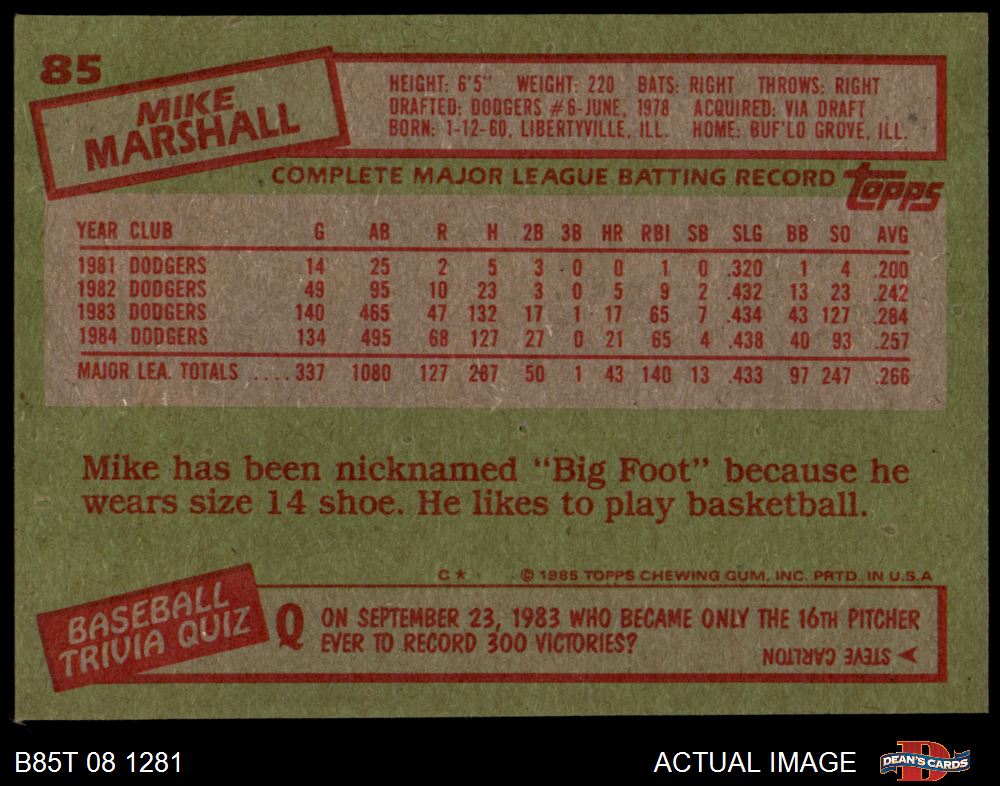 85
MIKE
MARSHALL
HEIGHT: 6'5" WEIGHT: 220 BATS: RIGHT THROWS: RIGHT
DRAFTED: DODGERS #6-JUNE, 1978 ACQUIRED: VIA DRAFT
BORN: 1-12-60, LIBERTYVILLE, ILL. HOME: BUF'LO GROVE, ILL.
COMPLETE MAJOR LEAGUE BATTING RECORD topps
YEAR CLUB G AB R H 2B 3B HR RBI SB SLG BB SO AVG
1981 DODGERS 14 25 2 5 3 0 0 1 0 .320 1 4 .200
1982 DODGERS 49 95 10 23 3 0 5 9 2 .432 13 23 .242
1983 DODGERS 140 465 47 132 17 1 17 65 7 .434 43 127 .284
1984 DODGERS 134 495 68 127 27 0 21 65 4 .438 40 93 .257
MAJOR LEA. TOTALS ....337 1080 127 287 50 1 43 140 13 .433 97 247 .266
Mike has been nicknamed "Big Foot" because he
wears size 14 shoe. He likes to play basketball.
C* © 1985 TOPPS CHEWING GUM, INC. PRTD. IN U.S.A
BASEBALL
TRIVIA QUIZ
Q ON SEPTEMBER 23, 1983 WHO BECAME ONLY THE 16TH PITCHER
EVER TO RECORD 300 VICTORIES?
STEVE CARLTON
B85T 08 1281 ACTUAL IMAGE DEAN'S CARDS